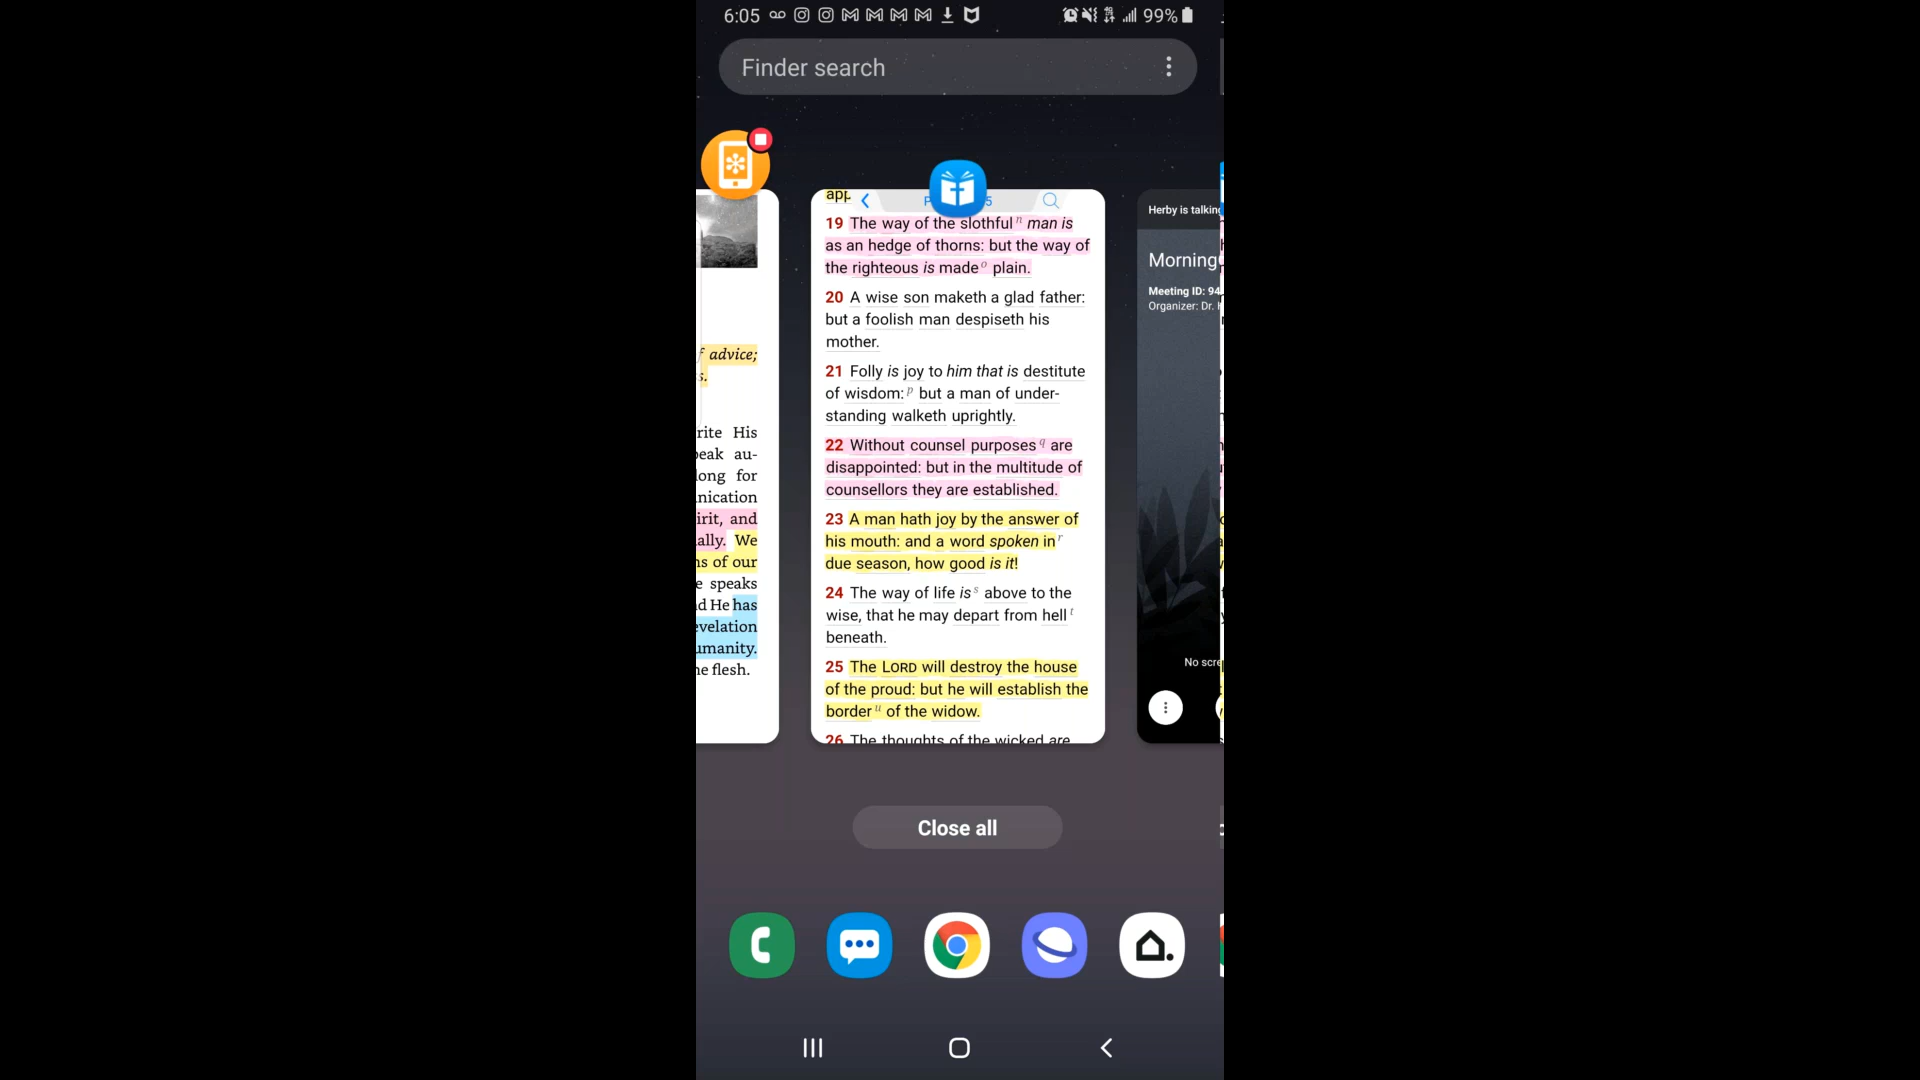 6:05
99%
Finder search
f advice;
s.
rite His
eak au-
long for
nication
irit, and
ally. We
ns of our
e speaks
d He has
evelation
umanity.
ne flesh.
app
P 5
19 The way of the slothful n man is
as an hedge of thorns: but the way of
the righteous is made o plain.
20 A wise son maketh a glad father:
but a foolish man despiseth his
mother.
21 Folly is joy to him that is destitute
of wisdom: p but a man of under-
standing walketh uprightly.
22 Without counsel purposes q are
disappointed: but in the multitude of
counsellors they are established.
23 A man hath joy by the answer of
his mouth: and a word spoken in r
due season, how good is it!
24 The way of life is s above to the
wise, that he may depart from hell t
beneath.
25 The LORD will destroy the house
of the proud: but he will establish the
border u of the widow.
26 The thoughts of the wicked are
Herby is talkin
Morning
Meeting ID: 94
Organizer: Dr.
No scre
Close all